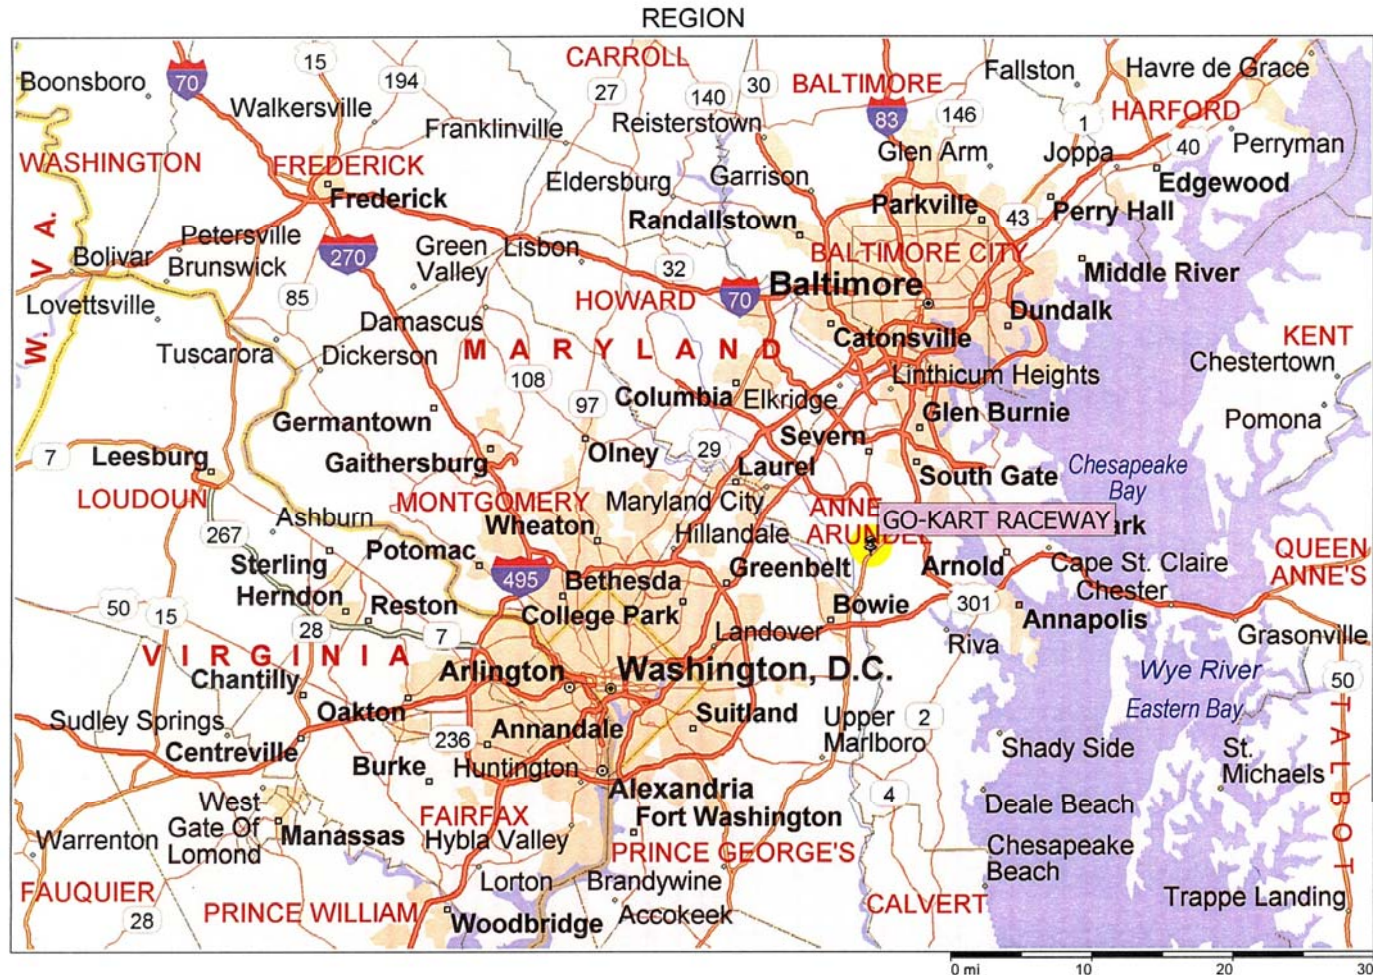 REGION
CARROLL
15
70
194
27
140
30
BALTIMORE
83
146
Fallston
Havre de Grace
HARFORD
Boonsboro
Walkersville
Franklinville
Reisterstown
1
40
Perryman
WASHINGTON
FREDERICK
Frederick
Eldersburg
Garrison
Glen Arm
Joppa
Edgewood
Randallstown
Parkville
43
Perry Hall
W. VA.
Bolivar
Petersville
Brunswick
270
Green
Valley
Lisbon
32
BALTIMORE CITY
Baltimore
Middle River
Lovettsville
85
HOWARD
70
Dundalk
Damascus
Catonsville
KENT
Tuscarora
Dickerson
MARYLAND
Chestertown
108
Linthicum Heights
97
Columbia
Elkridge
Glen Burnie
Pomona
Germantown
Severn
7
Leesburg
Gaithersburg
Olney
29
Laurel
South Gate
Chesapeake
Bay
LOUDOUN
MONTGOMERY
Maryland City
ANNE
ARUNDEL
GO-KART RACEWAY
ark
Ashburn
267
Wheaton
Hillandale
Sterling
Potomac
495
Bethesda
Greenbelt
Arnold
Cape St. Claire
QUEEN
ANNE'S
Herndon
Reston
College Park
Bowie
301
Chester
50
15
28
7
Landover
Annapolis
Riva
Grasonville
VIRGINIA
Chantilly
Arlington
Washington, D.C.
Wye River
50
Oakton
Eastern Bay
Sudley Springs
Centreville
236
Annandale
Suitland
Upper
Marlboro
2
Shady Side
St.
Michaels
TALBOT
Burke
Huntington
Alexandria
4
Deale Beach
West
Gate Of
Lomond
Manassas
FAIRFAX
Hybla Valley
Fort Washington
Chesapeake
Beach
Warrenton
PRINCE GEORGE'S
FAUQUIER
28
PRINCE WILLIAM
Lorton
Brandywine
Woodbridge
Accokeek
CALVERT
Trappe Landing
0 mi 10 20 30